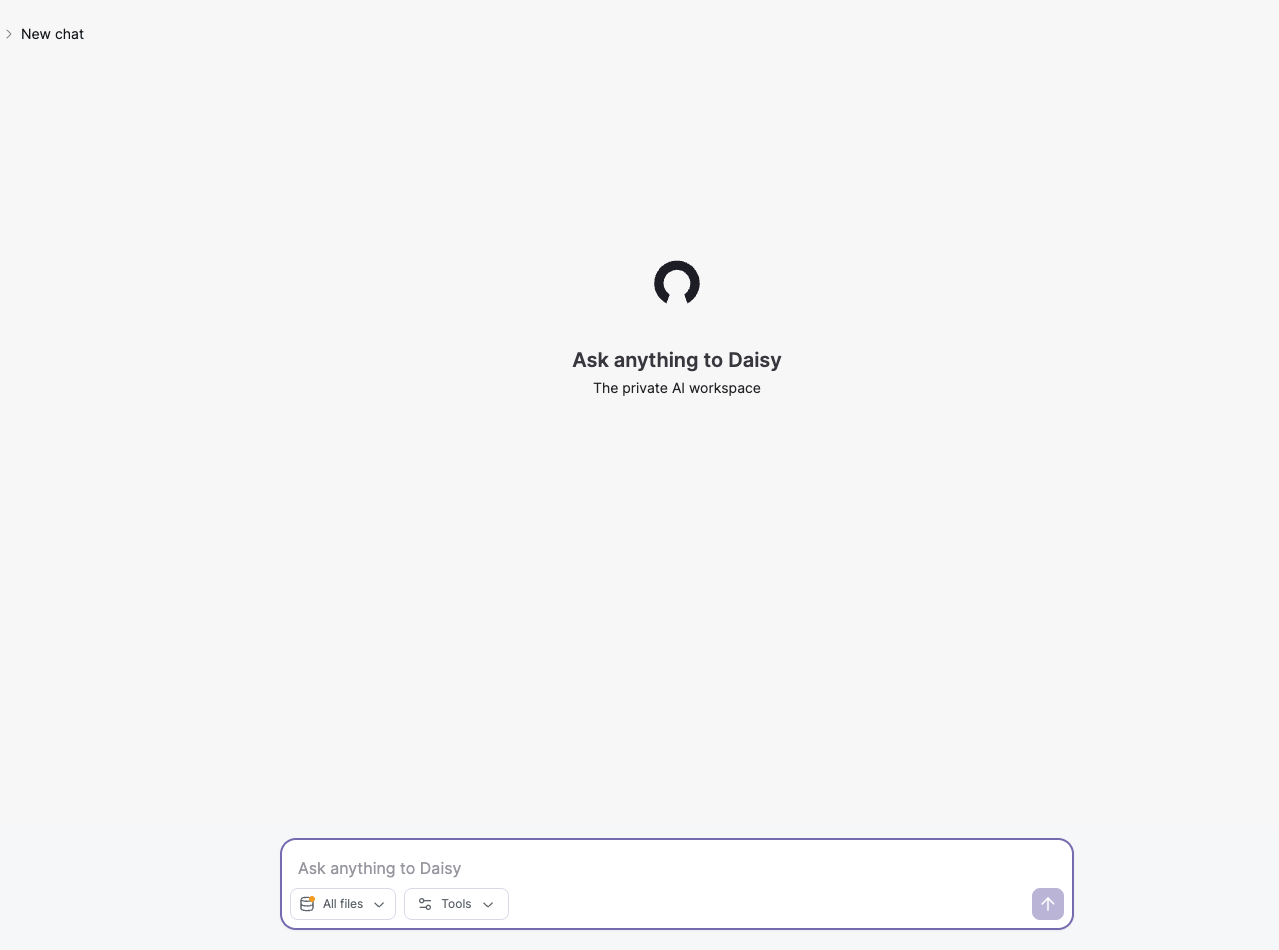 New chat
Ask anything to Daisy
The private AI workspace
Ask anything to Daisy
All files
Tools